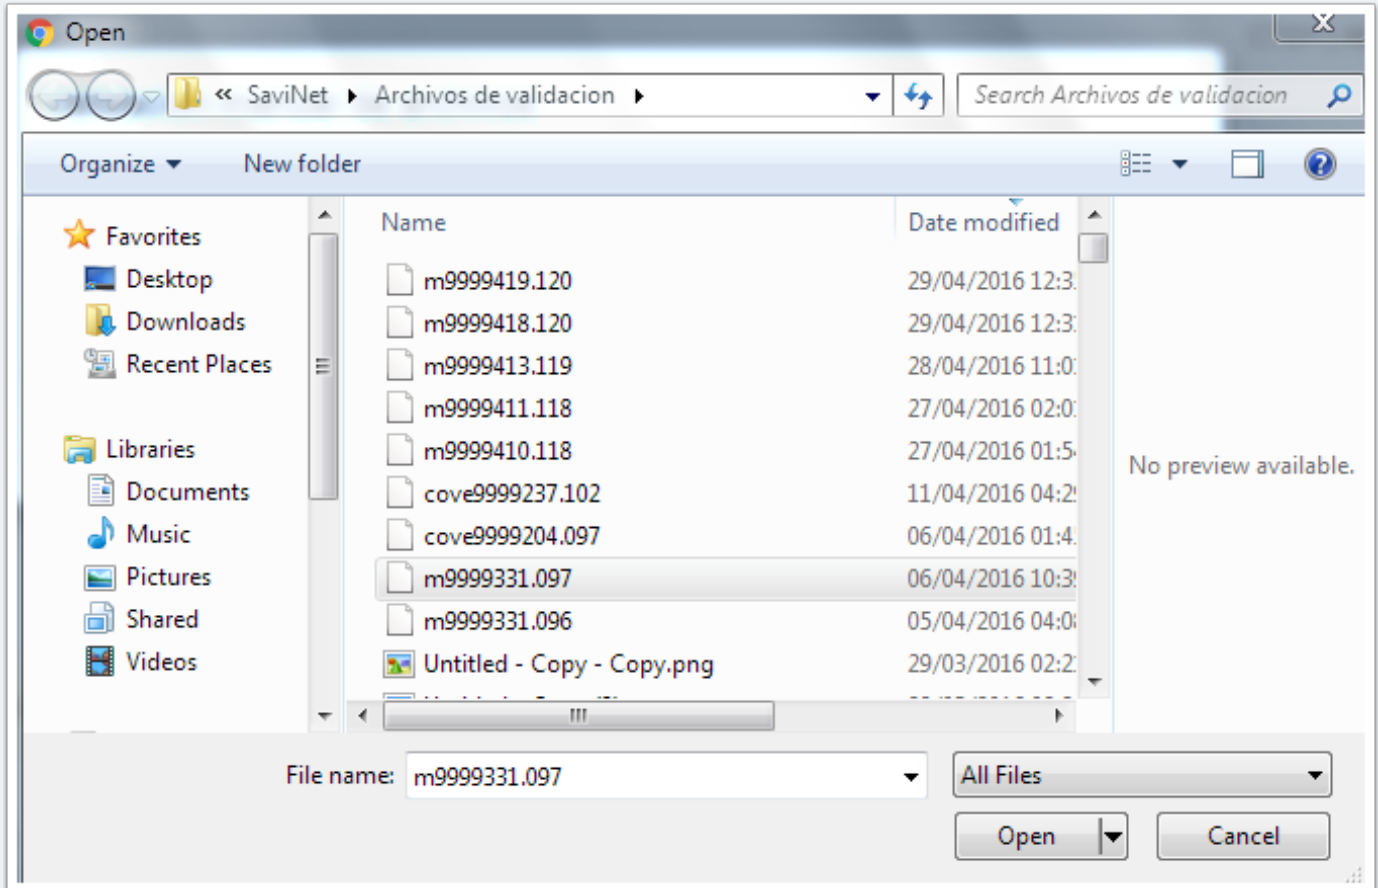 Open
« SaviNet Archivos de validacion Search Archivos de validacion
Organize New folder
Name Date modified
Favorites
Desktop
Downloads
Recent Places
Libraries
Documents
Music
Pictures
Shared
Videos
m9999419.120 29/04/2016 12:3
m9999418.120 29/04/2016 12:3
m9999413.119 28/04/2016 11:0
m9999411.118 27/04/2016 02:0
m9999410.118 27/04/2016 01:5
cove9999237.102 11/04/2016 04:2
cove9999204.097 06/04/2016 01:4
m9999331.097 06/04/2016 10:3
m9999331.096 05/04/2016 04:0
Untitled - Copy - Copy.png 29/03/2016 02:2
No preview available.
File name: m9999331.097 All Files
Open Cancel